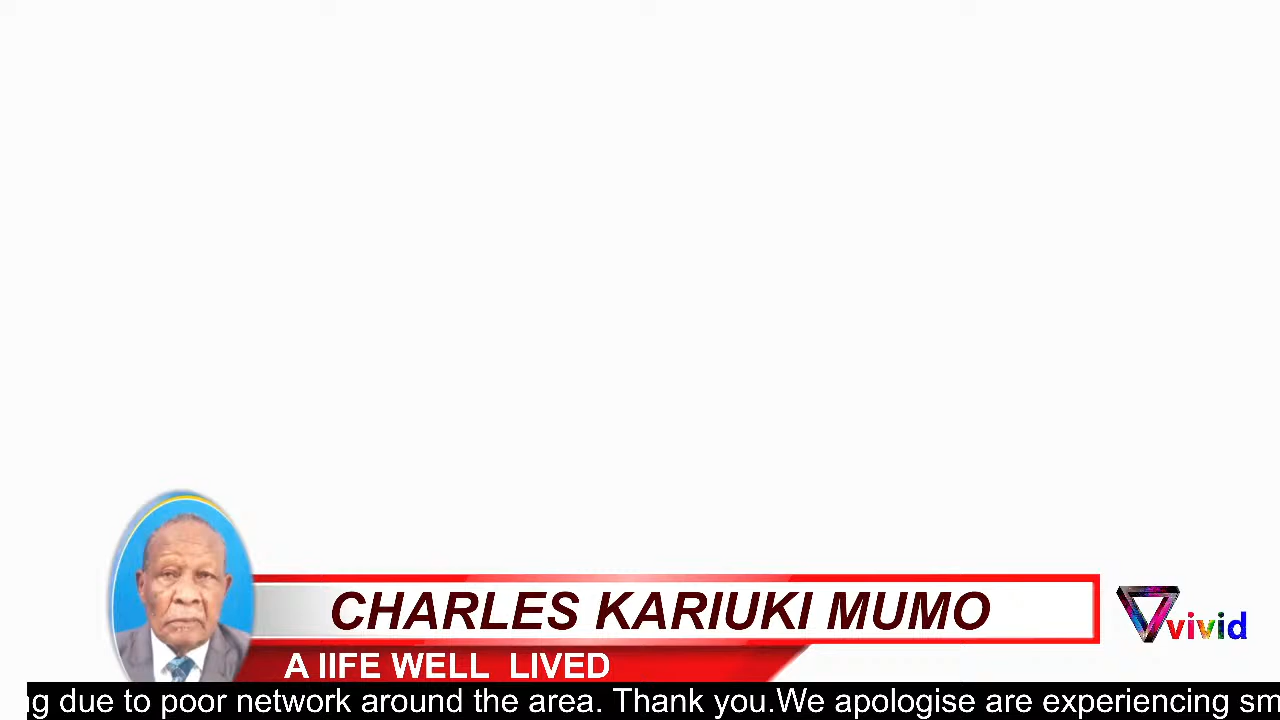 CHARLES KARIUKI MUMO
vivid
A IIFE WELL LIVED
due to poor network around the area. Thank you.We apologise are experiencing